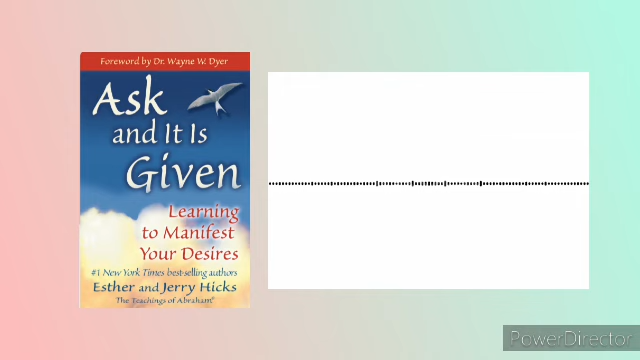 Foreword by Dr. Wayne W. Dyer
Ask
and It Is
Given
Learning
to Manifest
Your Desires
#1 New York Times best-selling authors
Esther and Jerry Hicks
The Teachings of Abraham®
PowerDirector